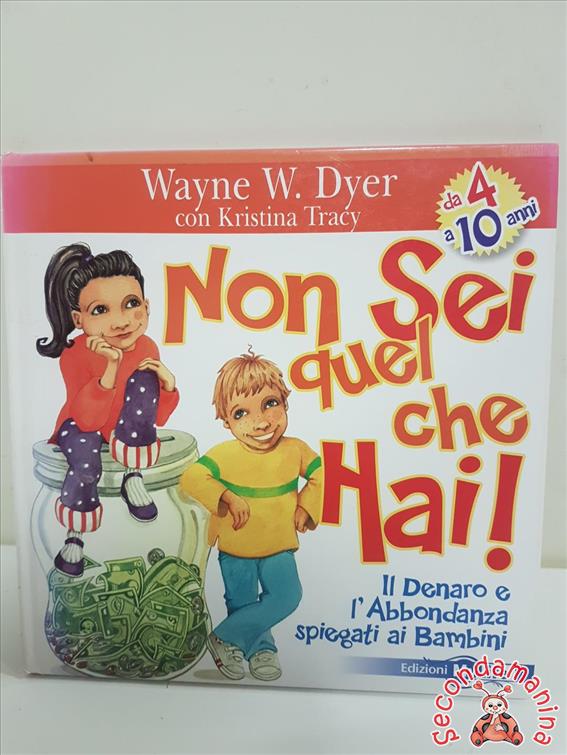 Wayne W. Dyer
con Kristina Tracy
da 4
a 10 anni
Non Sei
quel
che
Hai!
Il Denaro e
l'Abbondanza
spiegati ai Bambini
Edizioni
Secondamanina